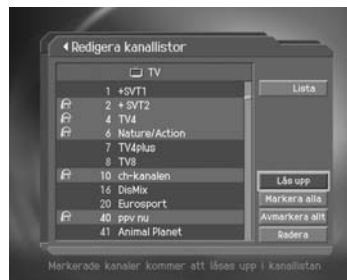 Redigera kanallistor
TV
1 +SVT1
2 + SVT2
4 TV4
6 Nature/Action
7 TV4plus
8 TV8
10 ch-kanalen
16 DisMix
20 Eurosport
40 ppv nu
41 Animal Planet
Lista
Lås upp
Markera alla
Avmarkera allt
Radera
Markerade kanaler kommer att låsas upp i kanallistan